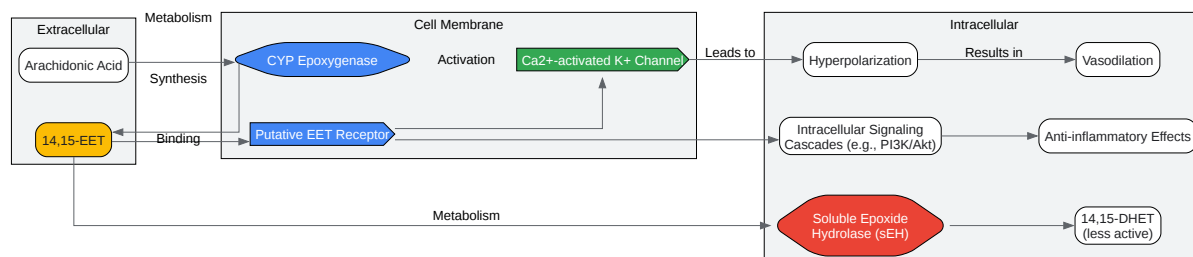 Extracellular
Metabolism
Cell Membrane
Intracellular
Arachidonic Acid
CYP Epoxygenase
Activation
Ca2+-activated K+ Channel
Leads to
Hyperpolarization
Results in
Vasodilation
Synthesis
14,15-EET
Binding
Putative EET Receptor
Intracellular Signaling
Cascades (e.g., PI3K/Akt)
Anti-inflammatory Effects
Metabolism
Soluble Epoxide
Hydrolase (sEH)
14,15-DHET
(less active)